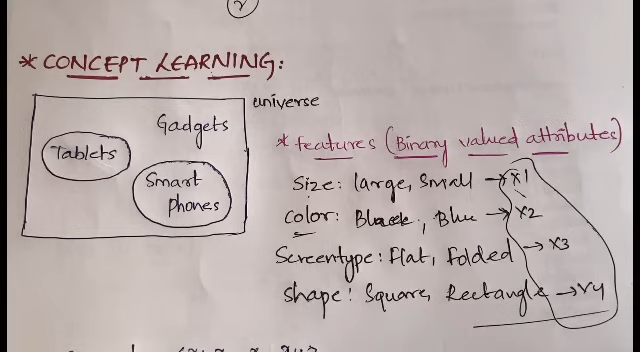 2
* CONCEPT LEARNING:
universe
Gadgets
Tablets
Smart
phones
* features (Binary valued attributes)
Size: large, Small → x1
Color: Black, Blue → x2
Screentype: Flat, Folded → x3
Shape: Square, Rectangle → x4